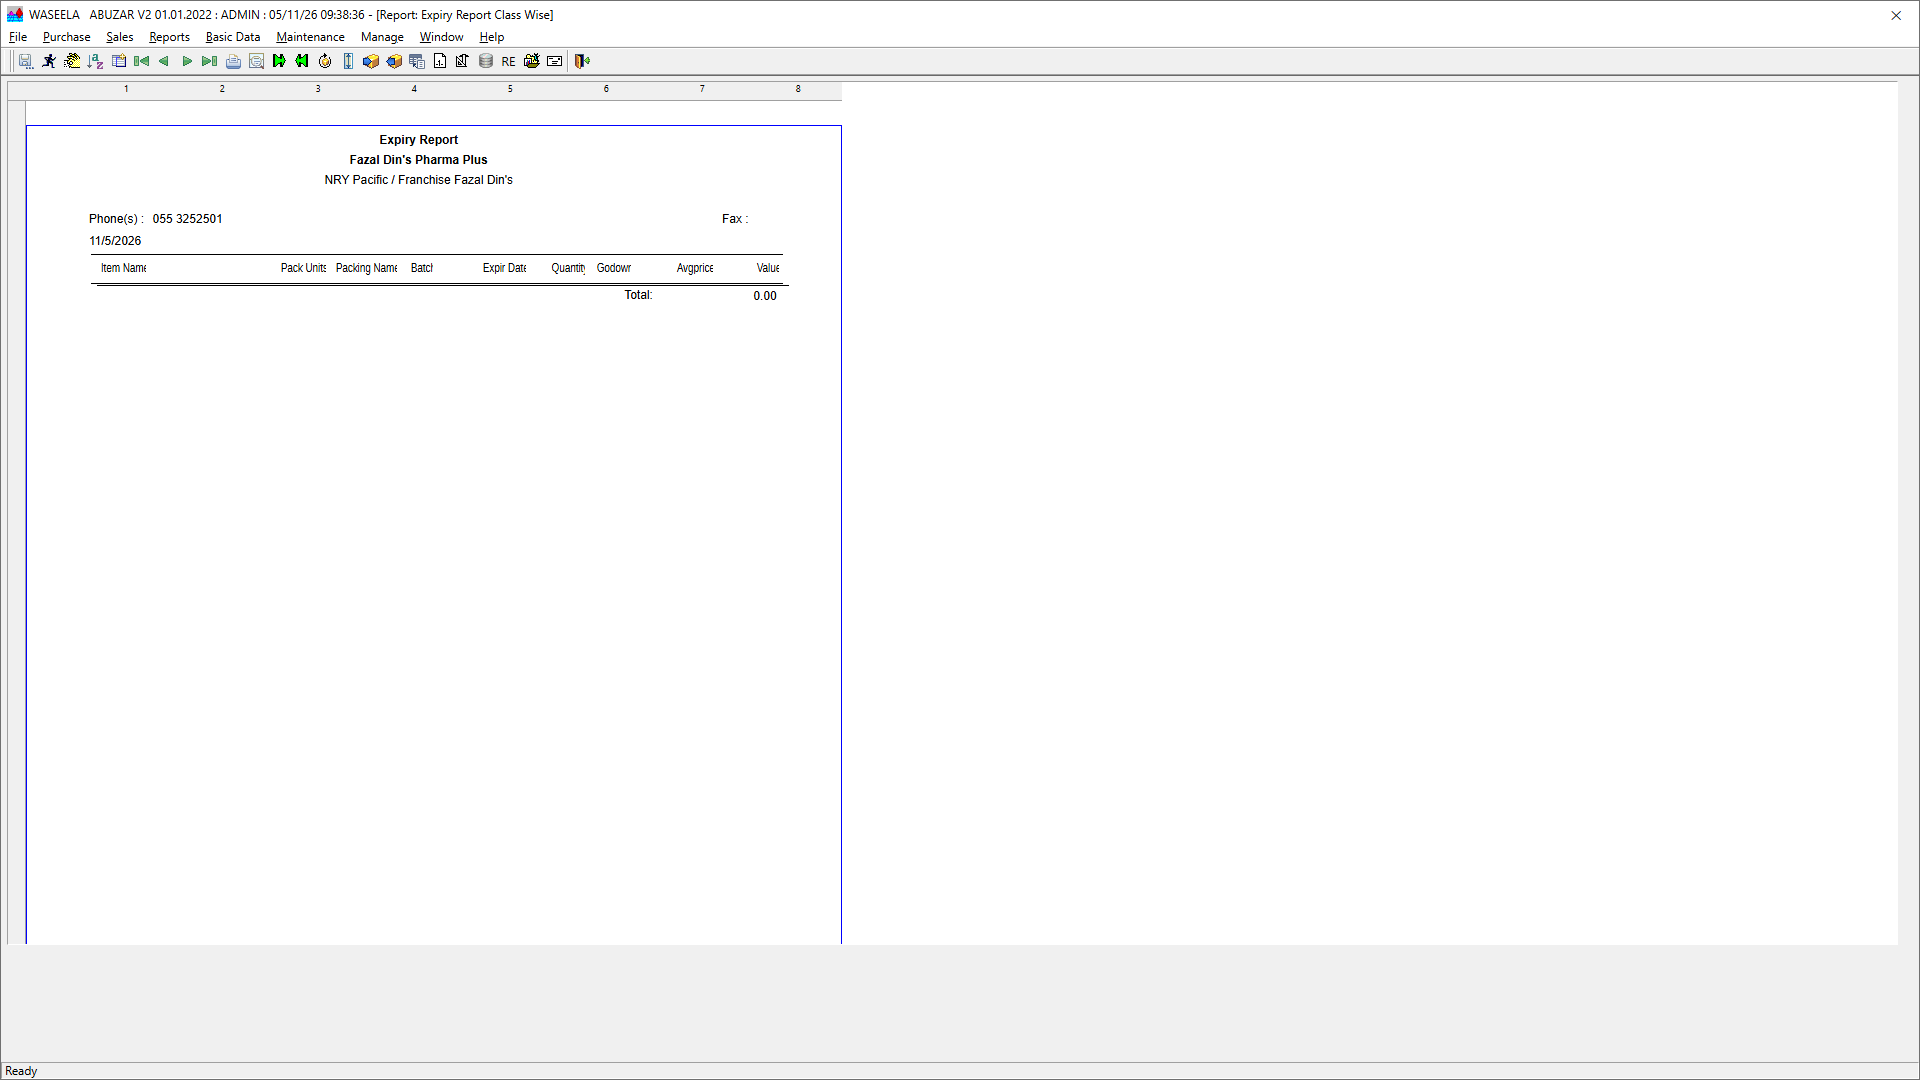 WASEELA   ABUZAR V2 01.01.2022 : ADMIN : 05/11/26 09:38:36 - [Report: Expiry Report Class Wise]
File Purchase Sales Reports Basic Data Maintenance Manage Window Help
RE
1 2 3 4 5 6 7 8
Expiry Report
Fazal Din's Pharma Plus
NRY Pacific / Franchise Fazal Din's
Phone(s) : 055 3252501 Fax :
11/5/2026
Item Name Pack Units Packing Name Batch Expir Date Quantity Godown Avgprice Value
Total: 0.00
Ready